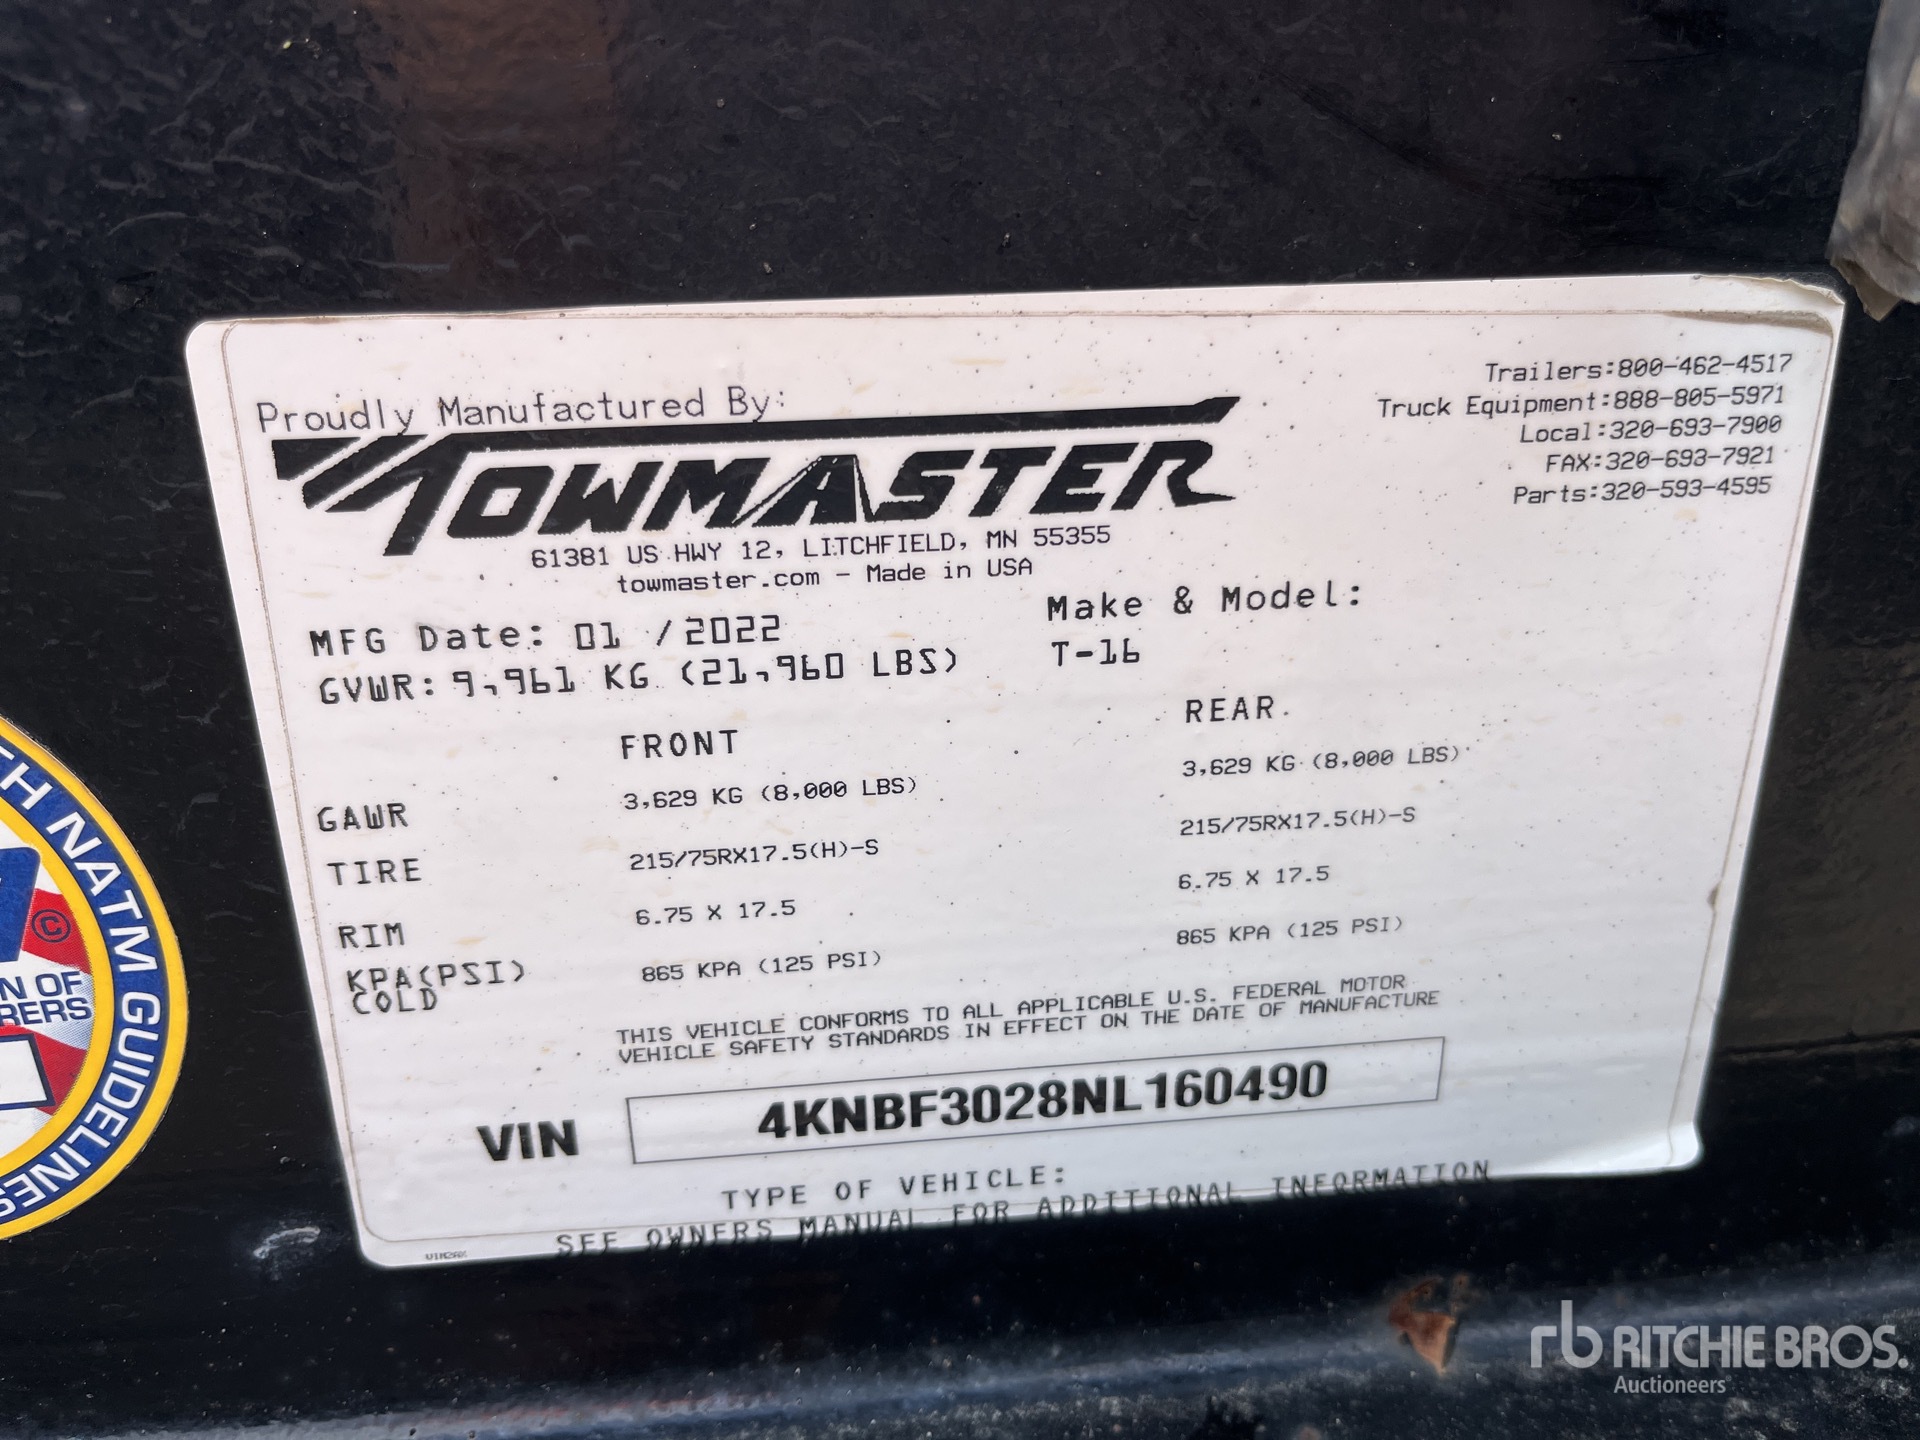 Proudly Manufactured By:
TOWMASTER
61381 US HWY 12, LITCHFIELD, MN 55355
towmaster.com - Made in USA
Trailers:800-462-4517
Truck Equipment:888-805-5971
Local:320-693-7900
FAX:320-693-7921
Parts:320-593-4595
MFG Date: 01 /2022
GVWR: 9,961 KG (21,960 LBS)
Make & Model:
T-16
FRONT REAR
GAWR 3,629 KG (8,000 LBS) 3,629 KG (8,000 LBS)
TIRE 215/75RX17.5(H)-S 215/75RX17.5(H)-S
RIM 6.75 X 17.5 6.75 X 17.5
KPA(PSI) 865 KPA (125 PSI) 865 KPA (125 PSI)
COLD
THIS VEHICLE CONFORMS TO ALL APPLICABLE U.S. FEDERAL MOTOR
VEHICLE SAFETY STANDARDS IN EFFECT ON THE DATE OF MANUFACTURE
VIN 4KNBF3028NL160490
TYPE OF VEHICLE:
SEE OWNERS MANUAL FOR ADDITIONAL INFORMATION
NATM GUIDELINES
©
OF
rb RITCHIE BROS.
Auctioneers